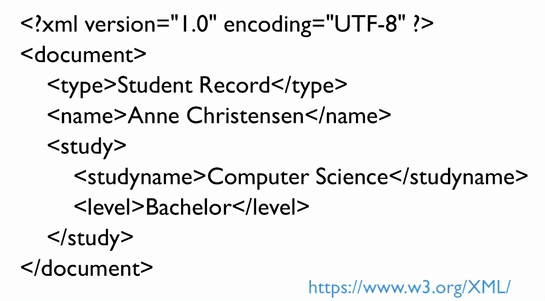 <?xml version="1.0" encoding="UTF-8" ?>
<document>
<type>Student Record</type>
<name>Anne Christensen</name>
<study>
<studyname>Computer Science</studyname>
<level>Bachelor</level>
</study>
</document>
https://www.w3.org/XML/